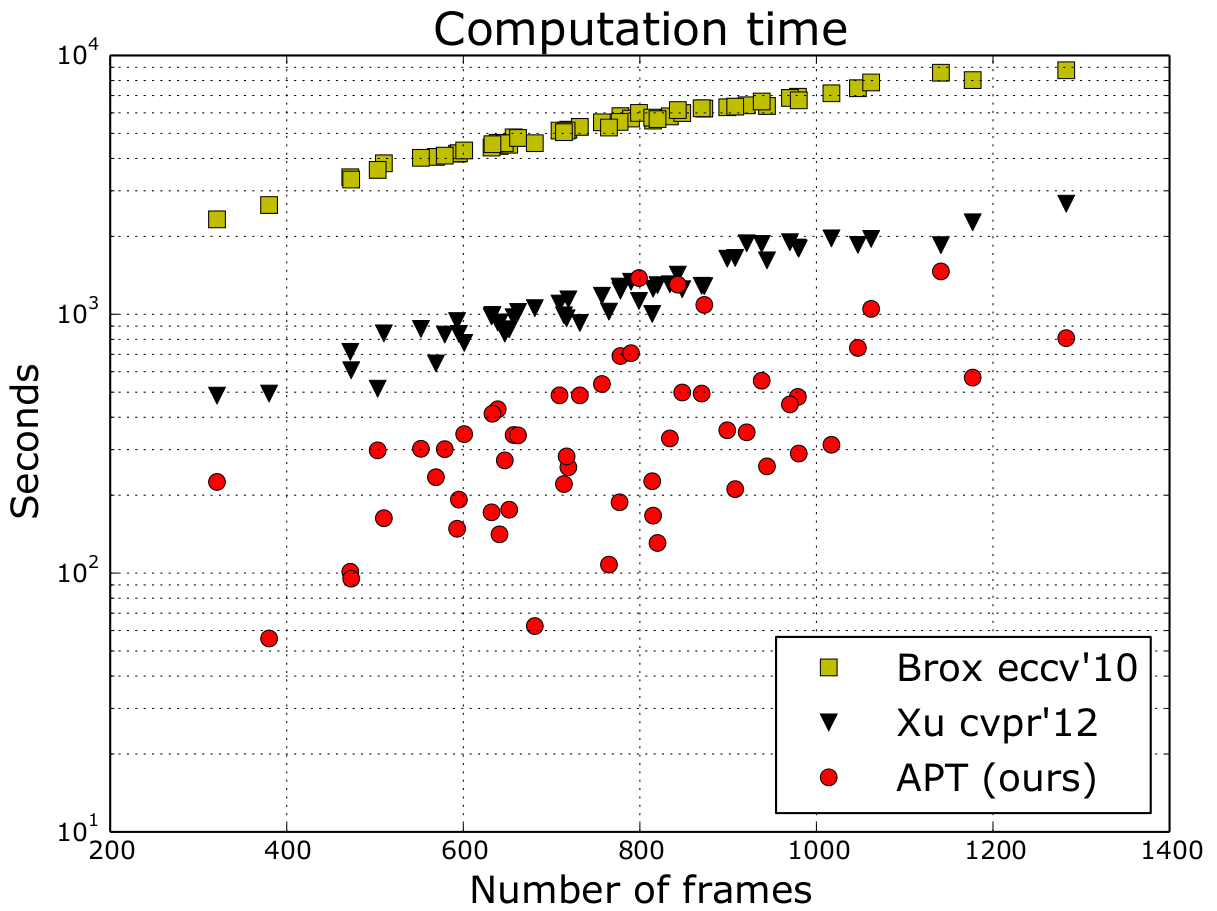 Computation time
10^4
10^3
10^2
10^1
Seconds
Brox eccv'10
Xu cvpr'12
APT (ours)
200 400 600 800 1000 1200 1400
Number of frames